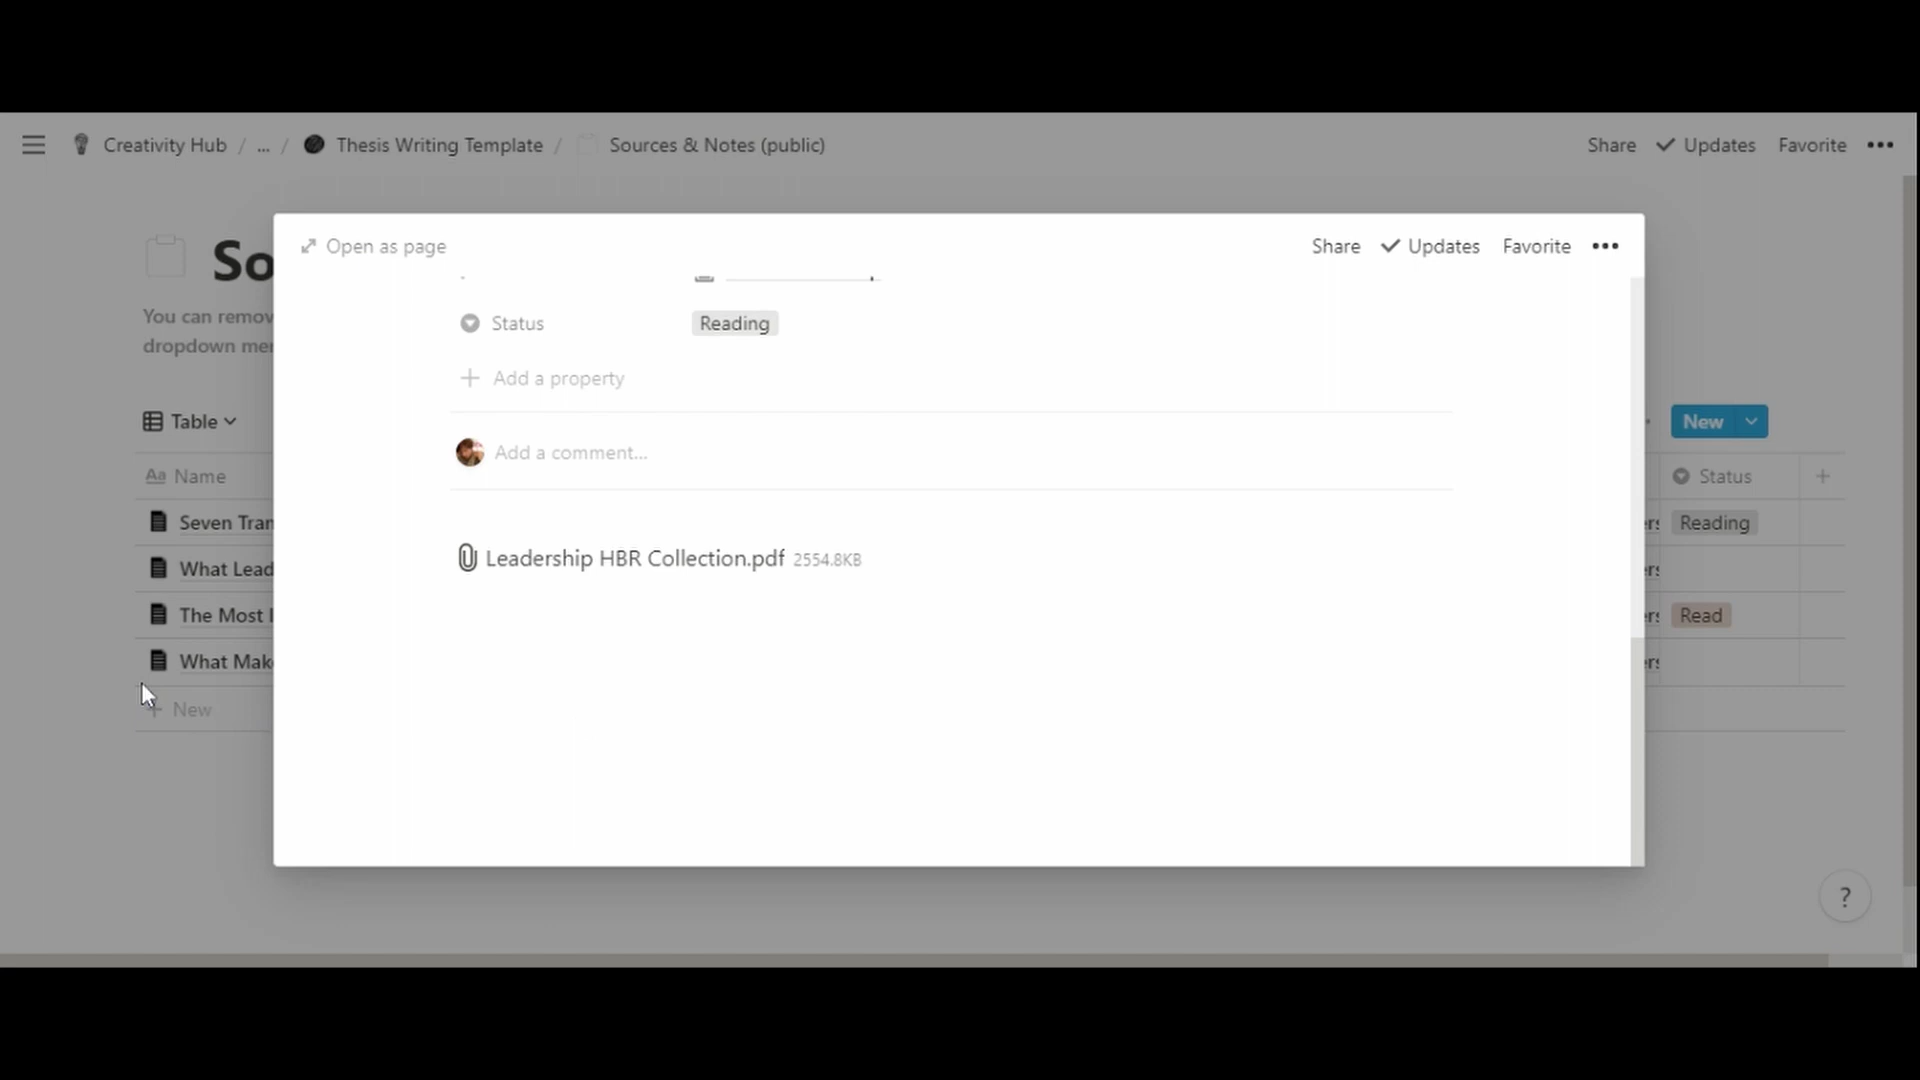 Creativity Hub / ... / Thesis Writing Template / Sources & Notes (public)
Share Updates Favorite
Open as page
Share Updates Favorite
So
You can remov
dropdown
Status Reading
Add a property
Add a comment...
Table
New
Aa Name
Status
Seven Tran
Reading
What Lead
The Most
Read
What Mak
New
Leadership HBR Collection.pdf 2554.8KB
?